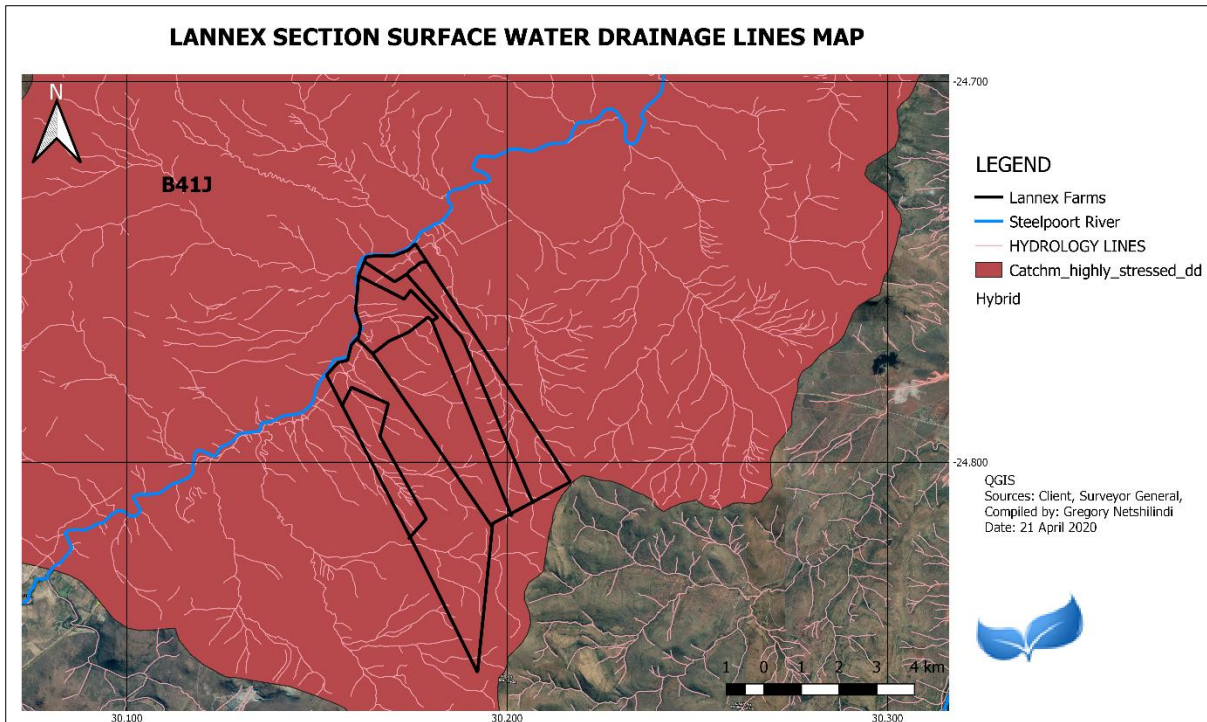 LANNEX SECTION SURFACE WATER DRAINAGE LINES MAP
N
B41J
-24.700
-24.800
LEGEND
Lannex Farms
Steelpoort River
HYDROLOGY LINES
Catchm_highly_stressed_dd
Hybrid
QGIS
Sources: Client, Surveyor General,
Compiled by: Gregory Netshilindi
Date: 21 April 2020
1 0 1 2 3 4 km
30.100 30.200 30.300